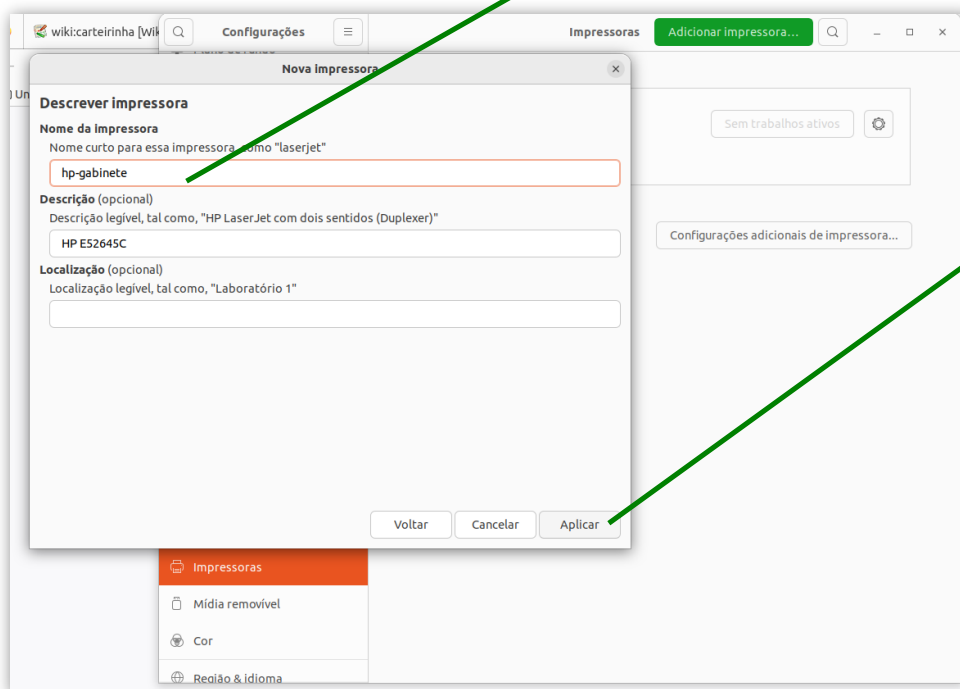 wiki:carteirinha [Wik
Configurações
Impressoras
Adicionar impressora...
Nova impressora
Un
Descrever impressora
Nome da impressora
Nome curto para essa impressora, como "laserjet"
hp-gabinete
Sem trabalhos ativos
Descrição (opcional)
Descrição legível, tal como, "HP LaserJet com dois sentidos (Duplexer)"
HP E52645C
Configurações adicionais de impressora...
Localização (opcional)
Localização legível, tal como, "Laboratório 1"
Voltar
Cancelar
Aplicar
Impressoras
Mídia removível
Cor
Região & idioma